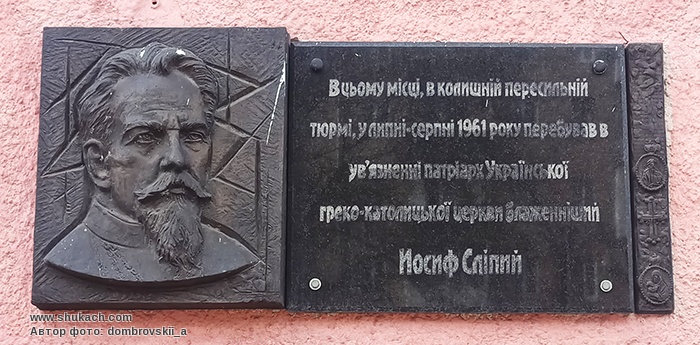 В цьому місці, в колишній пересильній
тюрмі, у липні-серпні 1961 року перебував в
ув'язненні патріарх Української
греко-католицької церкви блаженніший
Йосиф Сліпий
www.shukach.com
Автор фото: dombrovskii_a